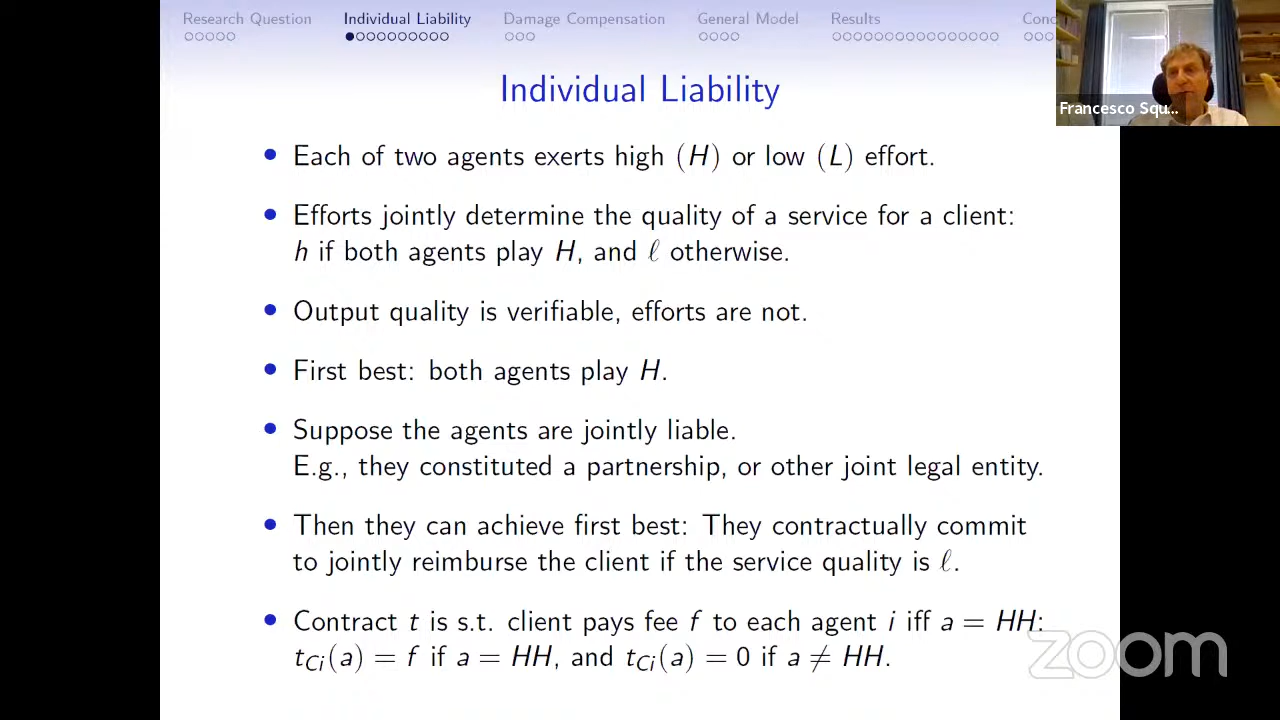 Research Question Individual Liability Damage Compensation General Model Results Conc
Individual Liability
Francesco Squ...
• Each of two agents exerts high (H) or low (L) effort.
• Efforts jointly determine the quality of a service for a client:
h if both agents play H, and ℓ otherwise.
• Output quality is verifiable, efforts are not.
• First best: both agents play H.
• Suppose the agents are jointly liable.
E.g., they constituted a partnership, or other joint legal entity.
• Then they can achieve first best: They contractually commit
to jointly reimburse the client if the service quality is ℓ.
• Contract t is s.t. client pays fee f to each agent i iff a = HH:
t_{Ci}(a) = f if a = HH, and t_{Ci}(a) = 0 if a ≠ HH.
zoom